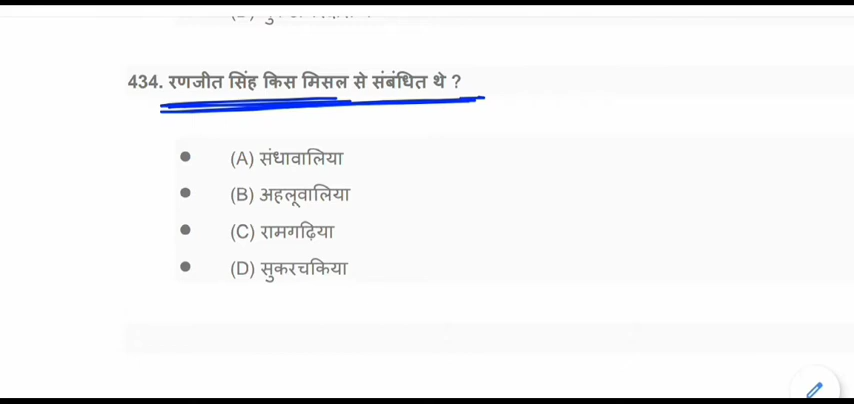 434. रणजीत सिंह किस मिसल से संबंधित थे ?
(A) संधावालिया
(B) अहलूवालिया
(C) रामगढ़िया
(D) सुकरचकिया